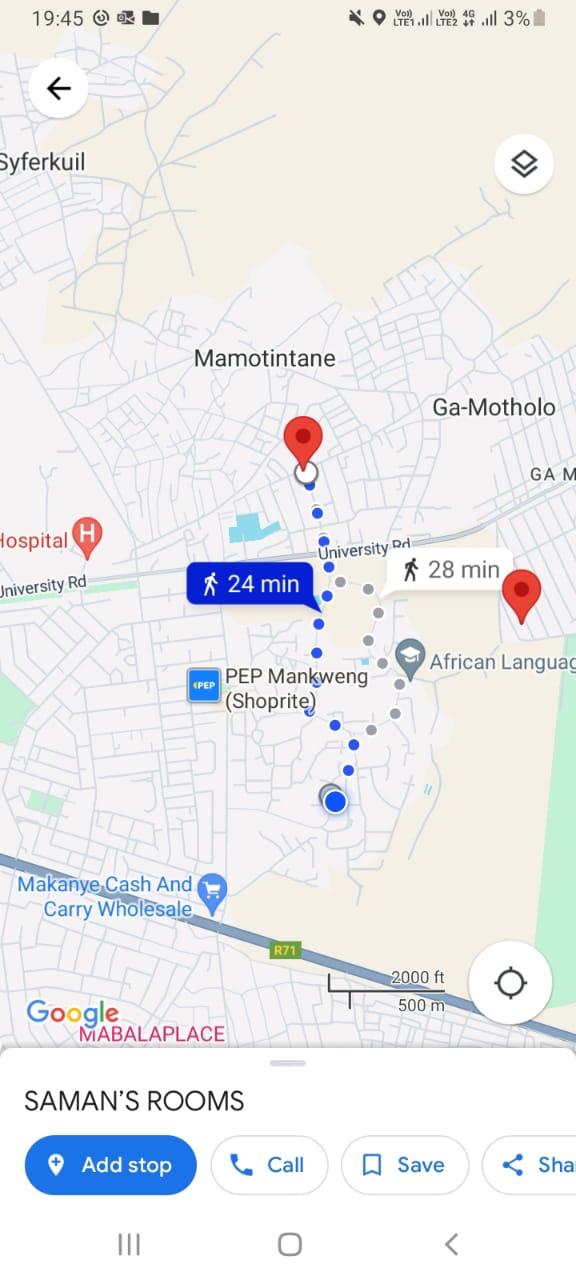 19:45
Vo)) LTE1 Vo)) LTE2 4G 3%
Syferkuil
Mamotintane
Ga-Motholo
GA M
Hospital
H
University Rd
University Rd
24 min
28 min
African Languag
PEP
PEP Mankweng
(Shoprite)
Makanye Cash And
Carry Wholesale
R71
2000 ft
500 m
Google
MABALAPLACE
SAMAN'S ROOMS
Add stop
Call
Save
Shar